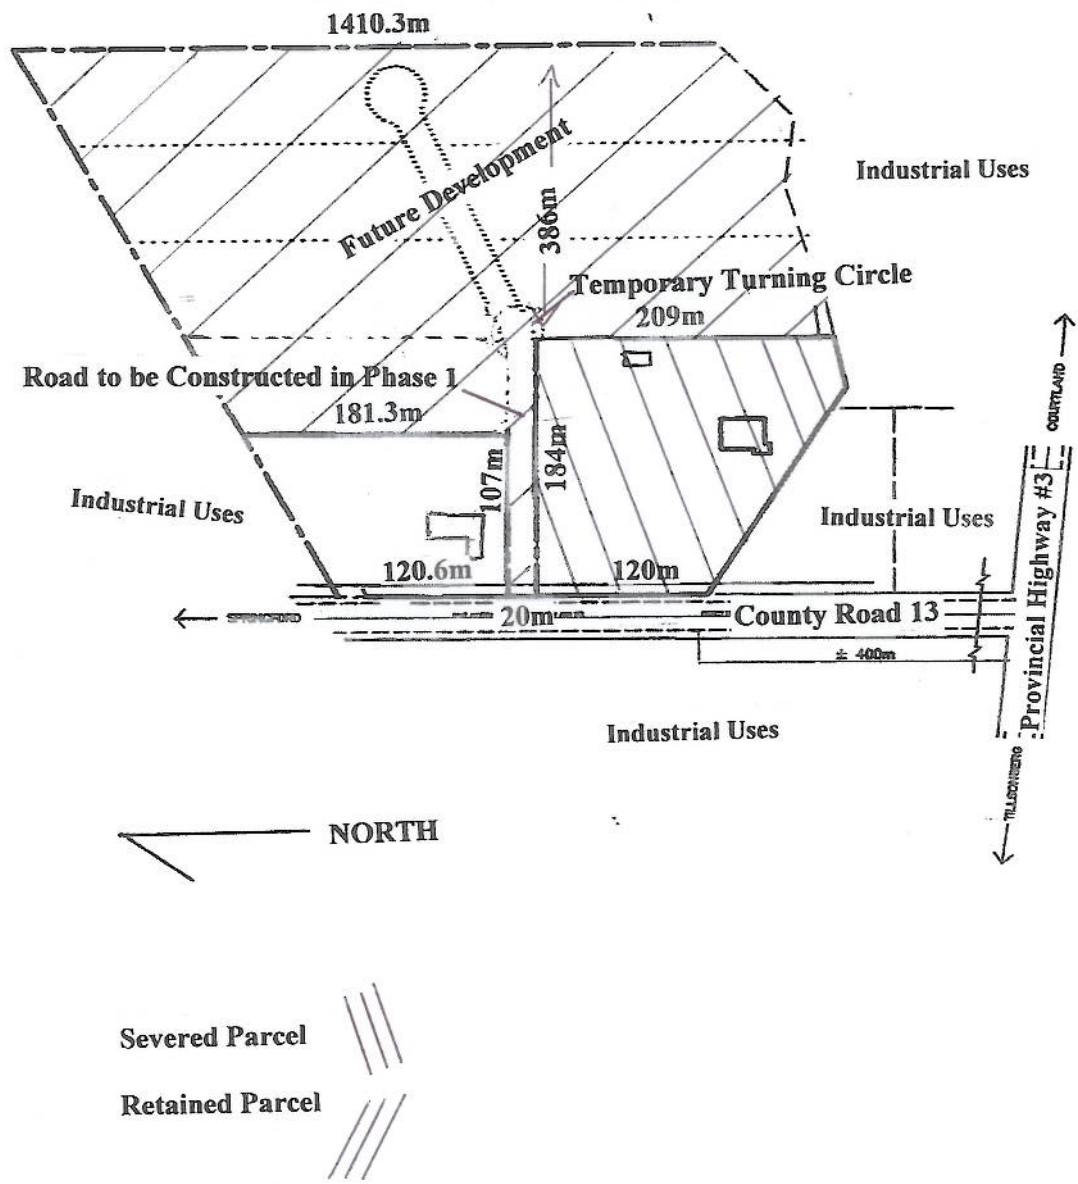 1410.3m
Industrial Uses
Future Development
386m
Temporary Turning Circle
209m
Road to be Constructed in Phase 1
181.3m
COURTLAND
107m
184m
Industrial Uses
Industrial Uses
Provincial Highway #3
120.6m
120m
SPRINGFORD
20m
County Road 13
± 400m
Industrial Uses
TILLSONBERG
NORTH
Severed Parcel
Retained Parcel